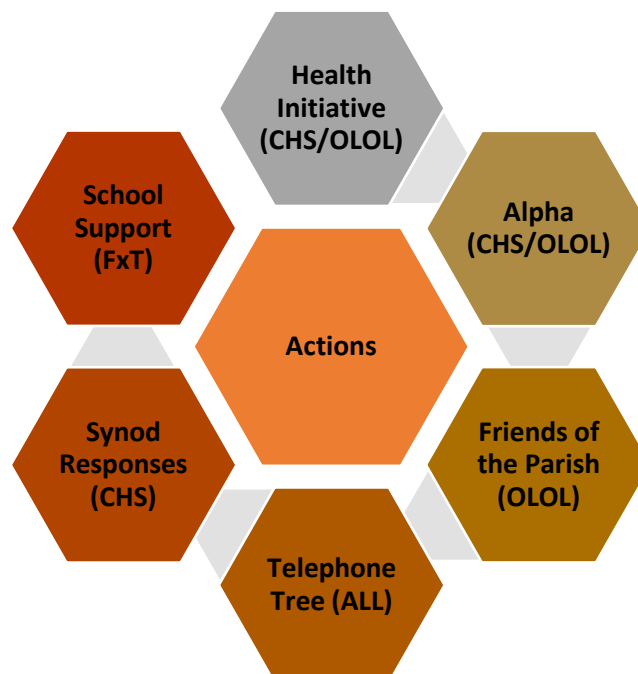 Health
Initiative
(CHS/OLOL)
Alpha
(CHS/OLOL)
Friends of
the Parish
(OLOL)
Telephone
Tree (ALL)
Synod
Responses
(CHS)
School
Support
(FxT)
Actions